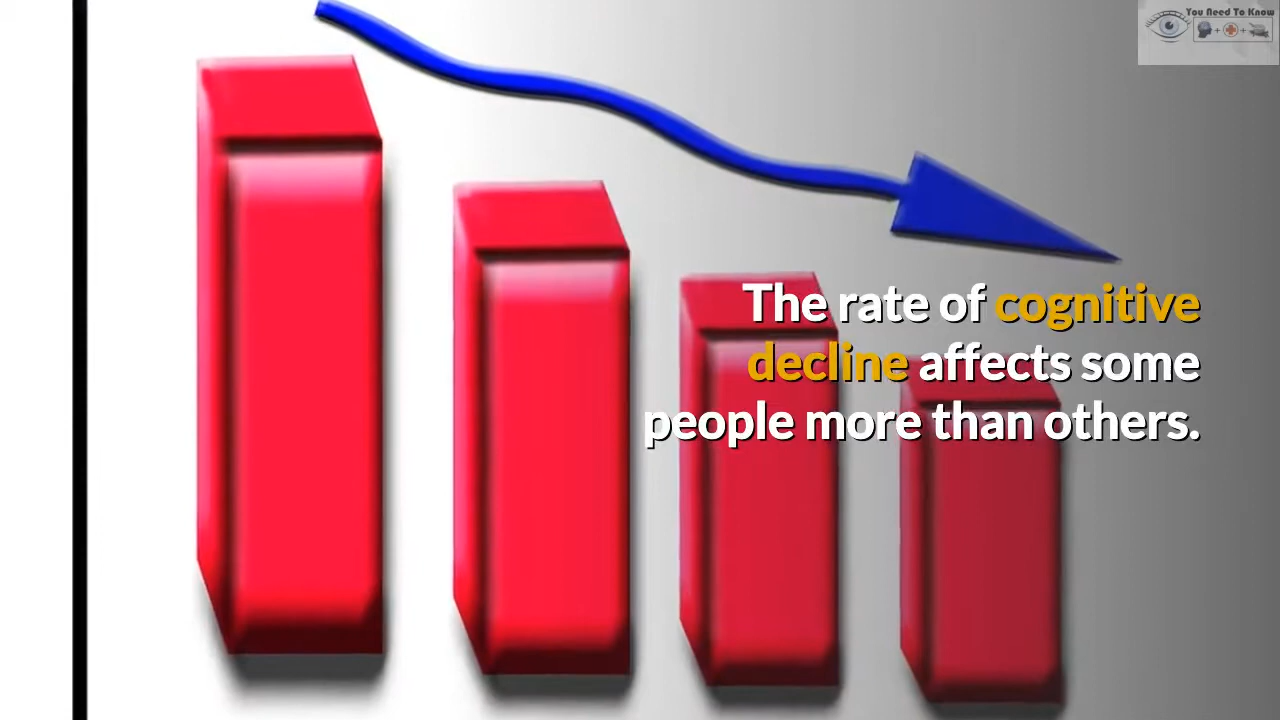 You Need To Know
The rate of cognitive
decline affects some
people more than others.